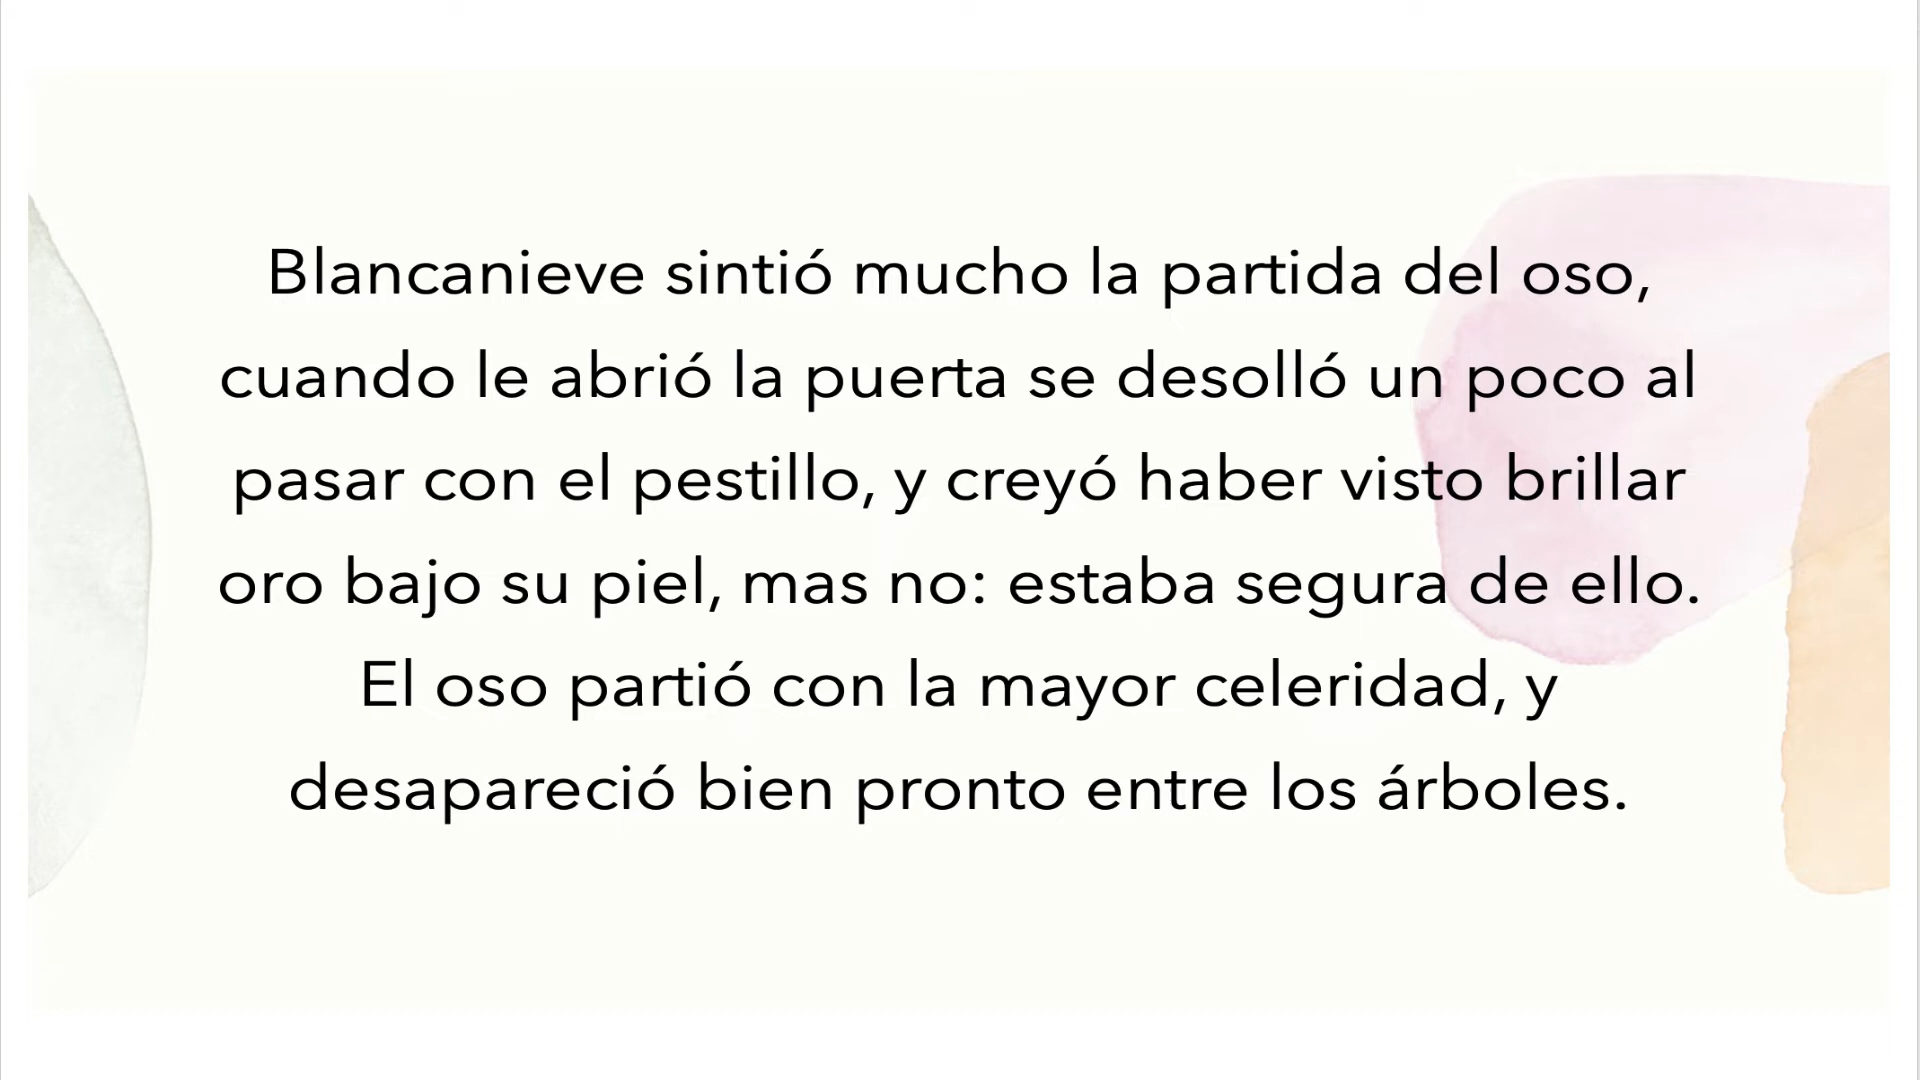 Blancanieve sintió mucho la partida del oso,
cuando le abrió la puerta se desolló un poco al
pasar con el pestillo, y creyó haber visto brillar
oro bajo su piel, mas no: estaba segura de ello.
El oso partió con la mayor celeridad, y
desapareció bien pronto entre los árboles.